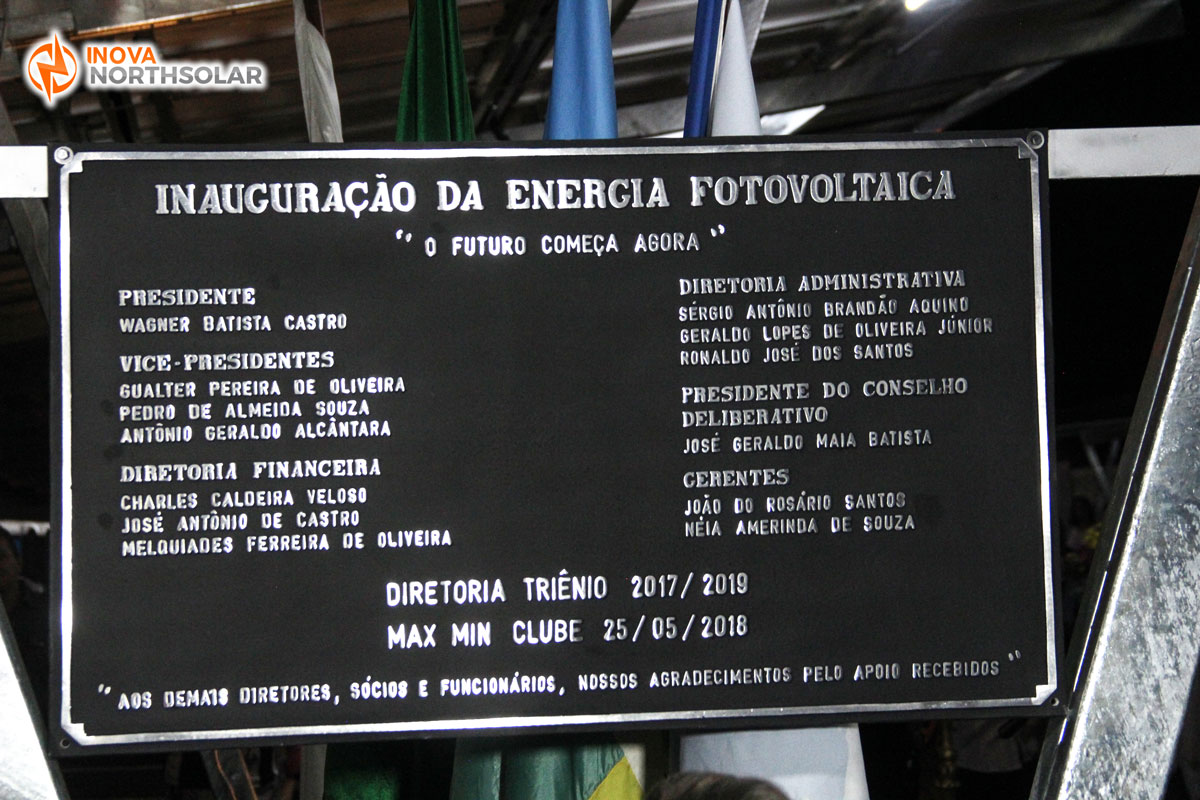 INOVA
NORTHSOLAR
INAUGURAÇÃO DA ENERGIA FOTOVOLTAICA
" O FUTURO COMEÇA AGORA "
PRESIDENTE
WAGNER BATISTA CASTRO
VICE-PRESIDENTES
GUALTER PEREIRA DE OLIVEIRA
PEDRO DE ALMEIDA SOUZA
ANTÔNIO GERALDO ALCÂNTARA
DIRETORIA FINANCEIRA
CHARLES CALDEIRA VELOSO
JOSÉ ANTÔNIO DE CASTRO
MELQUIADES FERREIRA DE OLIVEIRA
DIRETORIA ADMINISTRATIVA
SÉRGIO ANTÔNIO BRANDÃO AQUINO
GERALDO LOPES DE OLIVEIRA JÚNIOR
RONALDO JOSÉ DOS SANTOS
PRESIDENTE DO CONSELHO
DELIBERATIVO
JOSÉ GERALDO MAIA BATISTA
GERENTES
JOÃO DO ROSÁRIO SANTOS
NÉIA AMERINDA DE SOUZA
DIRETORIA TRIÊNIO 2017/2019
MAX MIN CLUBE 25/05/2018
"AOS DEMAIS DIRETORES, SÓCIOS E FUNCIONÁRIOS, NOSSOS AGRADECIMENTOS PELO APOIO RECEBIDOS"